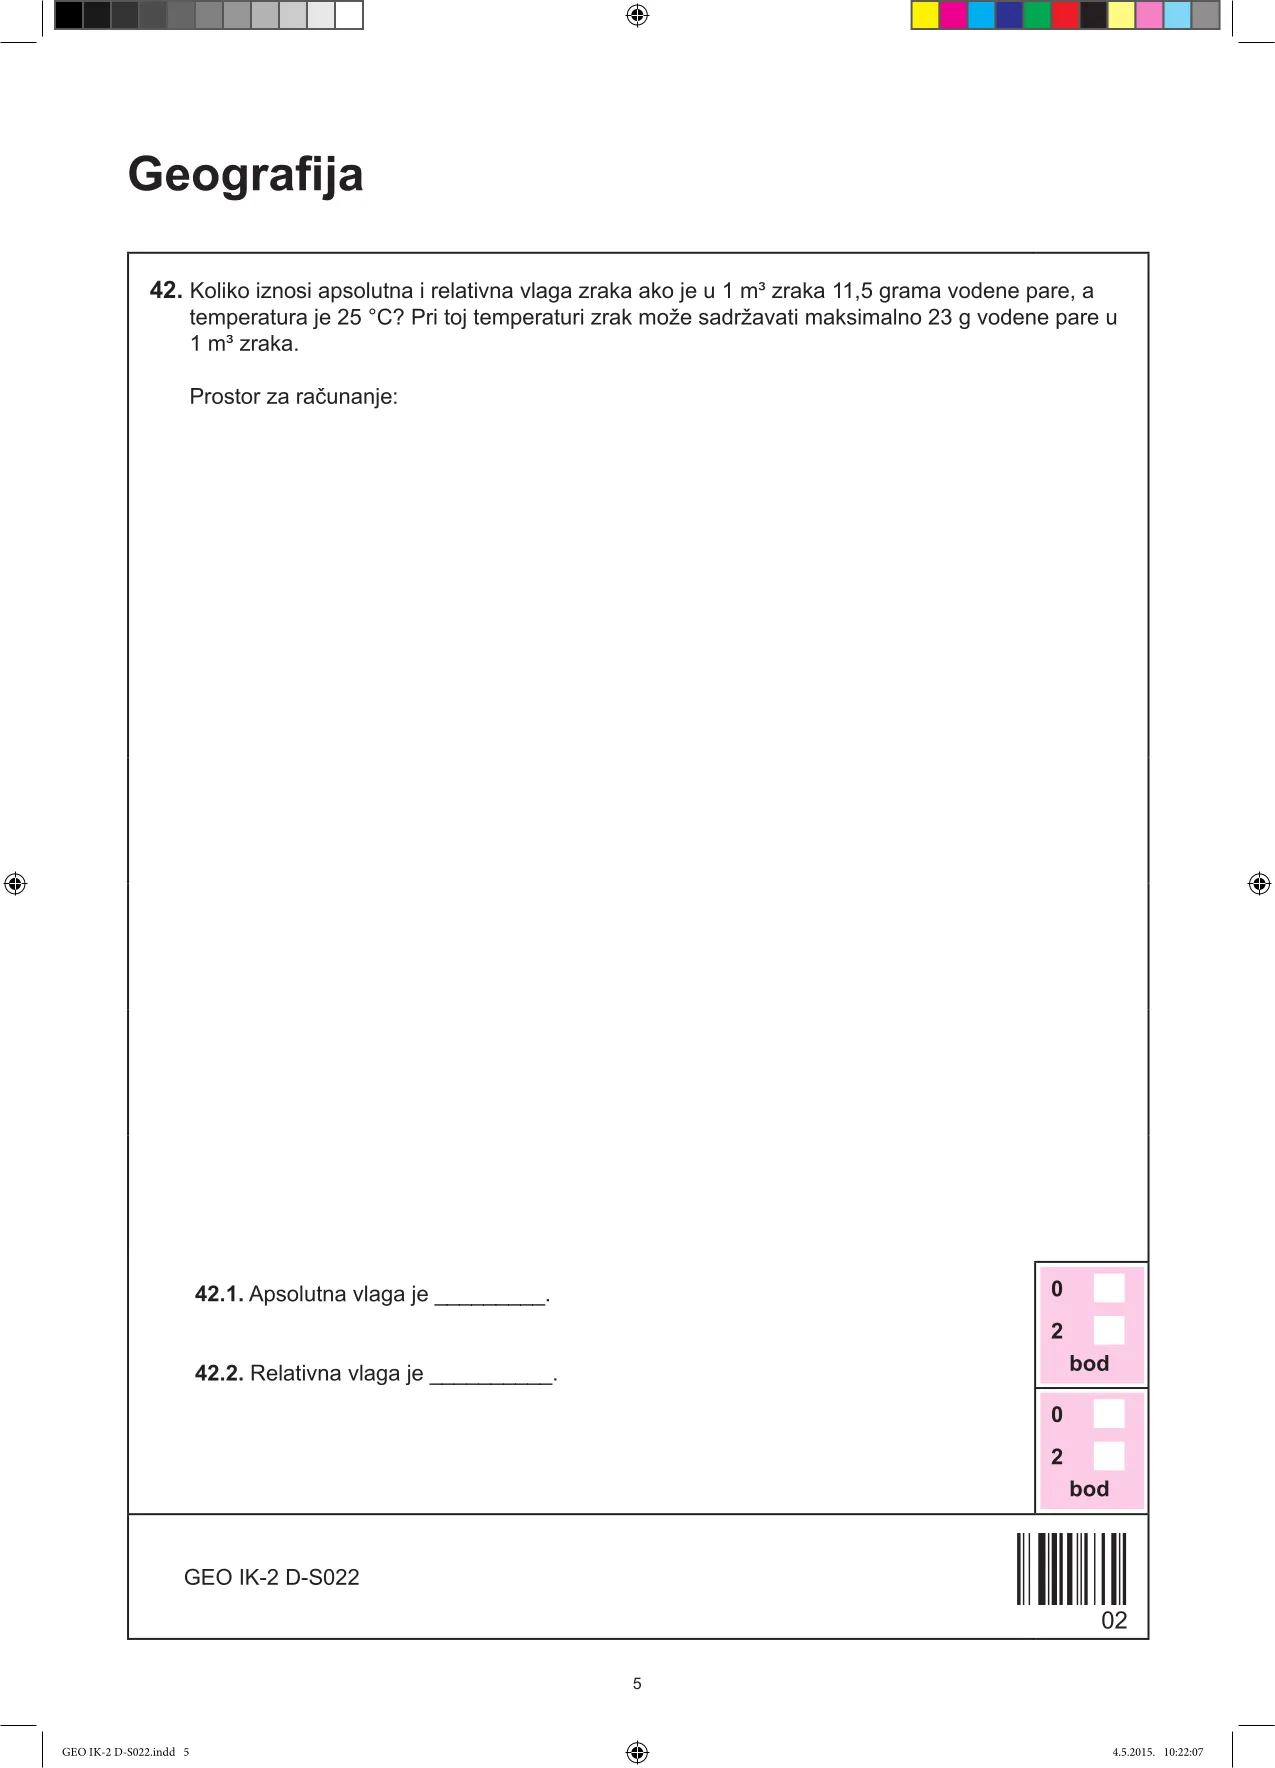 Geografija
42. Koliko iznosi apsolutna i relativna vlaga zraka ako je u 1 m³ zraka 11,5 grama vodene pare, a
temperatura je 25 °C? Pri toj temperaturi zrak može sadržavati maksimalno 23 g vodene pare u
1 m³ zraka.
Prostor za računanje:
42.1. Apsolutna vlaga je _________.
0
2
bod
42.2. Relativna vlaga je __________.
0
2
bod
GEO IK-2 D-S022
02
5
GEO IK-2 D-S022.indd 5
4.5.2015. 10:22:07